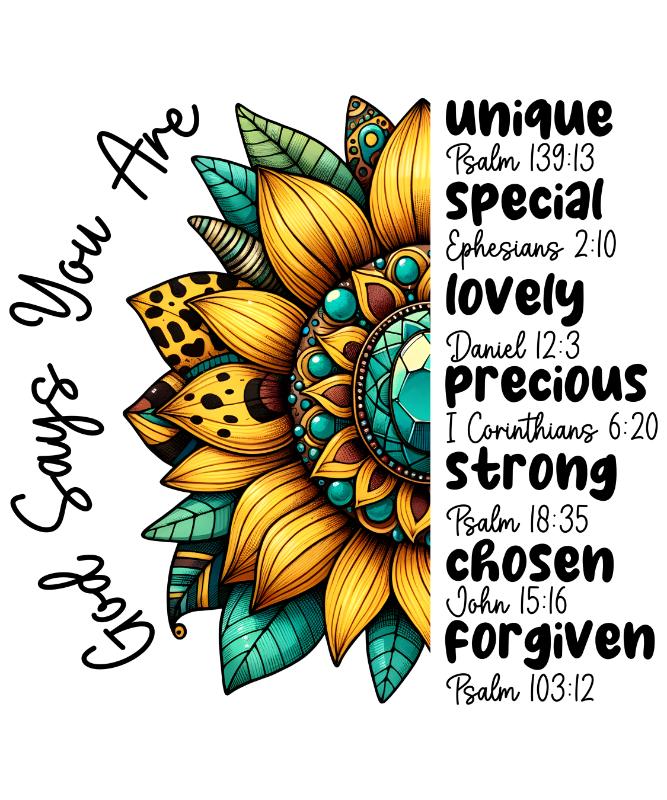 God Says You Are
unique
Psalm 139:13
special
Ephesians 2:10
lovely
Daniel 12:3
precious
I Corinthians 6:20
strong
Psalm 18:35
chosen
John 15:16
forgiven
Psalm 103:12